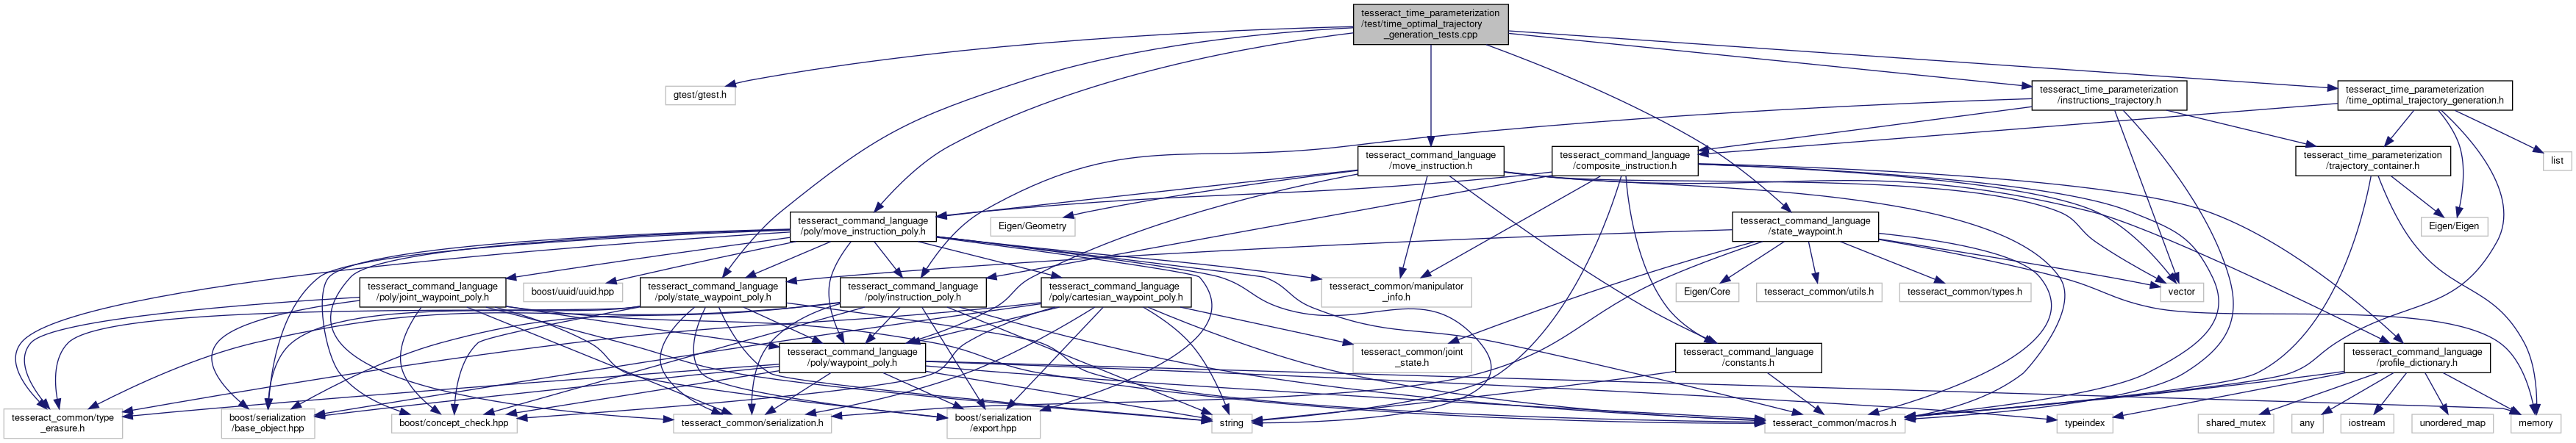 tesseract_time_parameterization
/test/time_optimal_trajectory
_generation_tests.cpp
gtest/gtest.h
tesseract_time_parameterization
/instructions_trajectory.h
tesseract_time_parameterization
/time_optimal_trajectory_generation.h
tesseract_command_language
/move_instruction.h
tesseract_command_language
/composite_instruction.h
tesseract_time_parameterization
/trajectory_container.h
list
tesseract_command_language
/poly/move_instruction_poly.h
Eigen/Geometry
tesseract_command_language
/state_waypoint.h
Eigen/Eigen
tesseract_command_language
/poly/joint_waypoint_poly.h
boost/uuid/uuid.hpp
tesseract_command_language
/poly/state_waypoint_poly.h
tesseract_command_language
/poly/instruction_poly.h
tesseract_command_language
/poly/cartesian_waypoint_poly.h
tesseract_common/manipulator
_info.h
Eigen/Core
tesseract_common/utils.h
tesseract_common/types.h
vector
tesseract_command_language
/poly/waypoint_poly.h
tesseract_common/joint
_state.h
tesseract_command_language
/constants.h
tesseract_command_language
/profile_dictionary.h
tesseract_common/type
_erasure.h
boost/serialization
/base_object.hpp
boost/concept_check.hpp
tesseract_common/serialization.h
boost/serialization
/export.hpp
string
tesseract_common/macros.h
typeindex
shared_mutex
any
iostream
unordered_map
memory